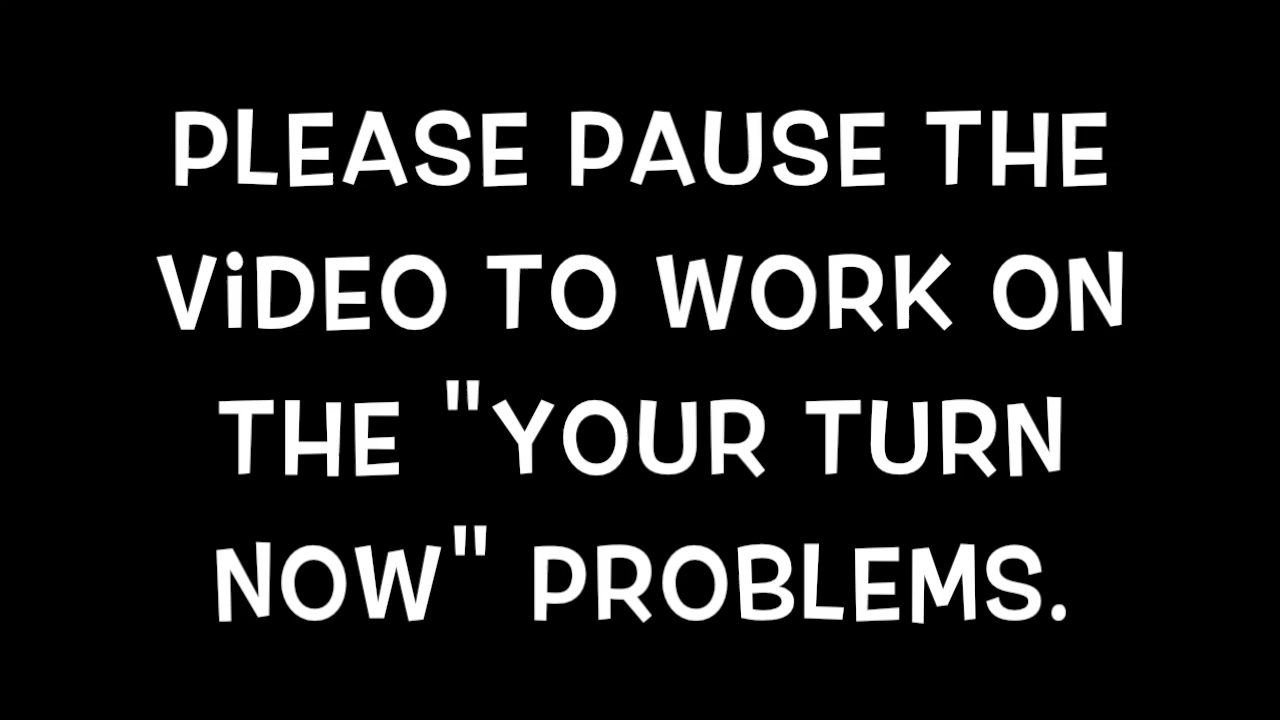 PLEASE PAUSE THE
ViDEO TO WORK ON
THE "YOUR TURN
NOW" PROBLEMS.